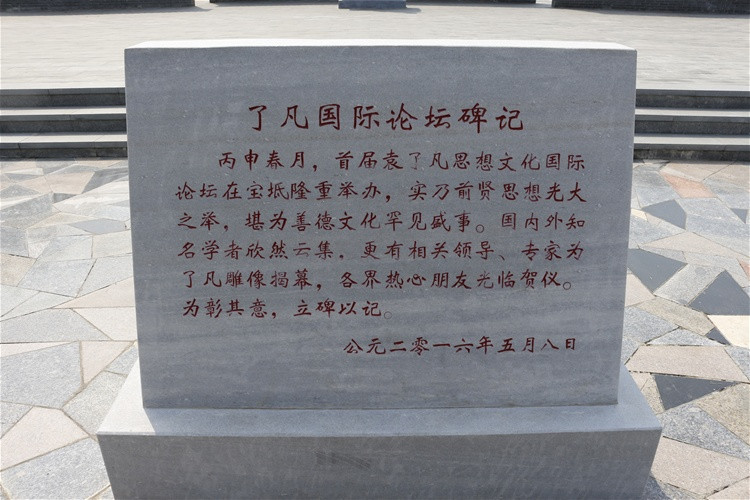 了凡国际论坛碑记
丙申春月，首届袁了凡思想文化国际
论坛在宝坻隆重举办，实乃前贤思想光大
之举，堪为善德文化罕见盛事。国内外知
名学者欣然云集，更有相关领导、专家为
了凡雕像揭幕，各界热心朋友光临贺仪。
为彰其意，立碑以记。
公元二零一六年五月八日